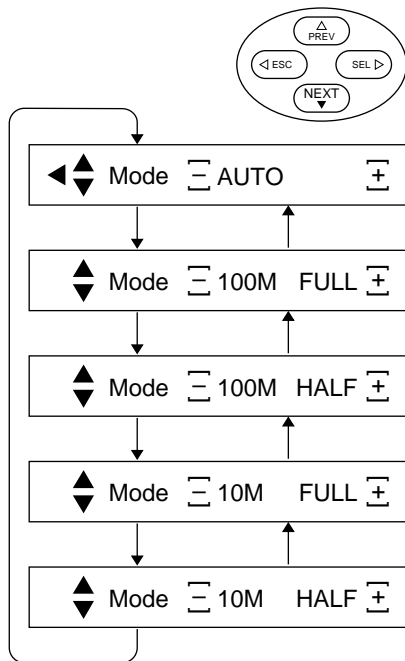 PREV
ESC SEL
NEXT
Mode − AUTO +
Mode − 100M FULL +
Mode − 100M HALF +
Mode − 10M FULL +
Mode − 10M HALF +